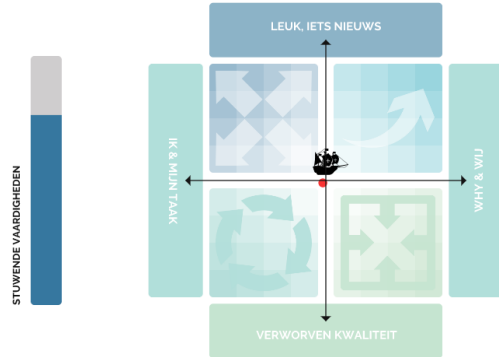 LEUK, IETS NIEUWS
STUWENDE VAARDIGHEDEN
IK & MIJN TAAK
WHY & WIJ
VERWORVEN KWALITEIT